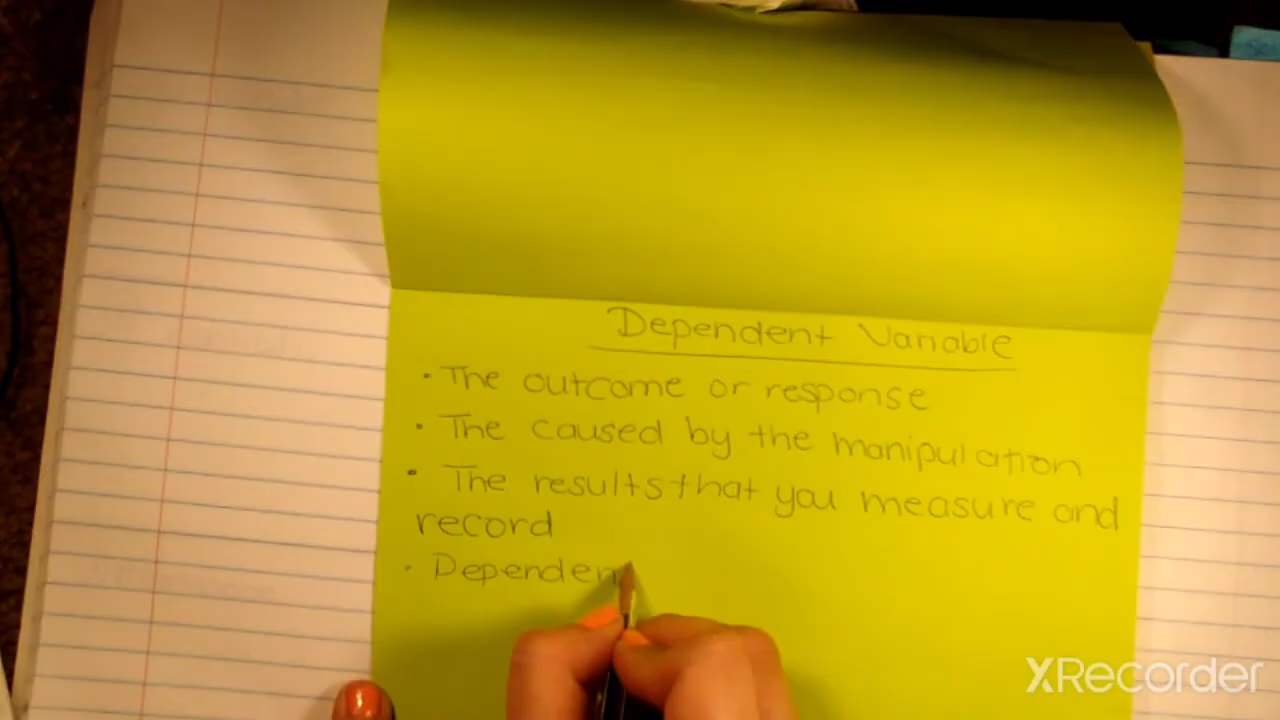 Dependent Variable
• The outcome or response
• The caused by the manipulation
• The results that you measure and
record
• Dependen
XRecorder